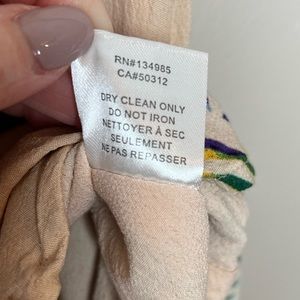 RN#134985
CA#50312
DRY CLEAN ONLY
DO NOT IRON
NETTOYER À SEC
SEULEMENT
NE PAS REPASSER